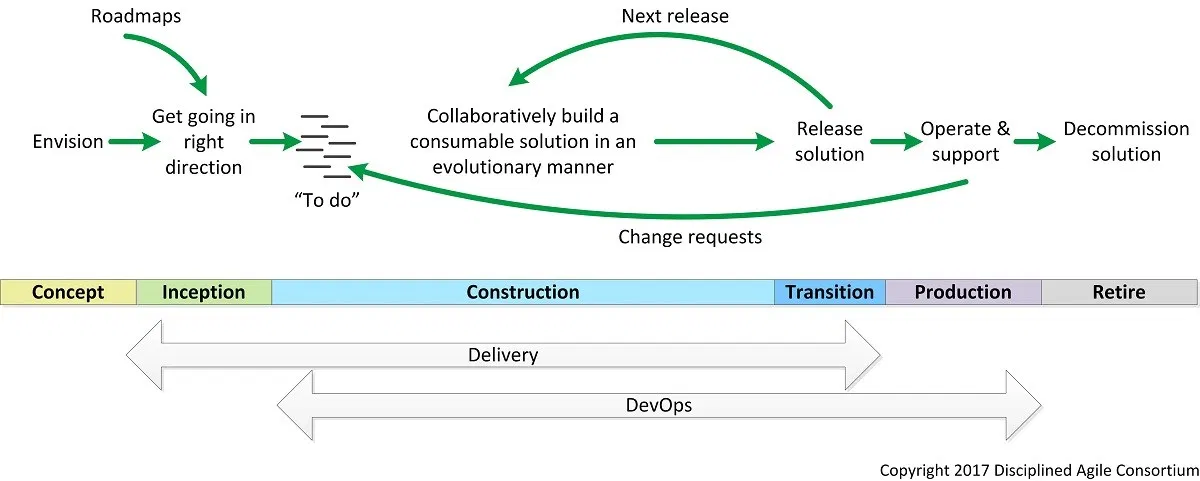 Roadmaps
Next release
Envision
Get going in
right
direction
“To do”
Collaboratively build a
consumable solution in an
evolutionary manner
Release
solution
Operate &
support
Decommission
solution
Change requests
Concept
Inception
Construction
Transition
Production
Retire
Delivery
DevOps
Copyright 2017 Disciplined Agile Consortium